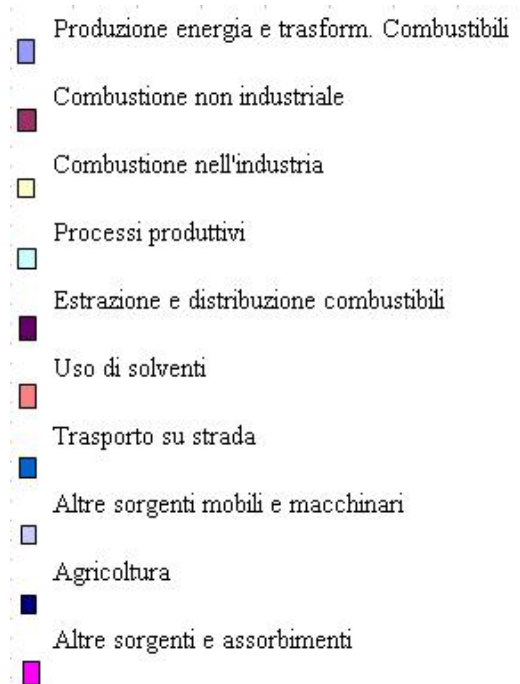 Produzione energia e trasform. Combustibili
Combustione non industriale
Combustione nell'industria
Processi produttivi
Estrazione e distribuzione combustibili
Uso di solventi
Trasporto su strada
Altre sorgenti mobili e macchinari
Agricoltura
Altre sorgenti e assorbimenti